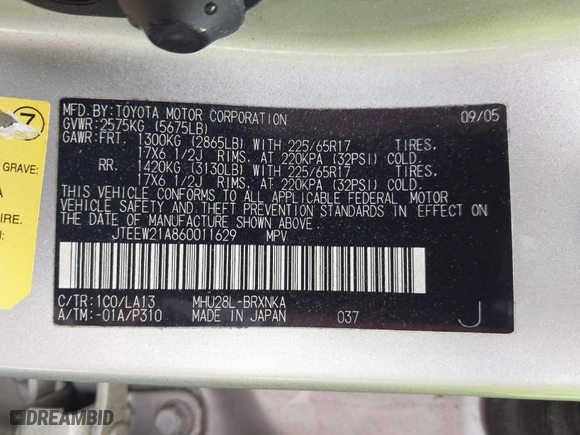 MFD.BY:TOYOTA MOTOR CORPORATION 09/05
GVWR:2575KG (5675LB)
GAWR:FRT. 1300KG (2865LB) WITH 225/65R17 TIRES.
17X6 1/2J RIMS. AT 220KPA (32PSI) COLD.
RR. 1420KG (3130LB) WITH 225/65R17 TIRES.
17X6 1/2J RIMS. AT 220KPA (32PSI) COLD.
THIS VEHICLE CONFORMS TO ALL APPLICABLE FEDERAL MOTOR
VEHICLE SAFETY AND THEFT PREVENTION STANDARDS IN EFFECT ON
THE DATE OF MANUFACTURE SHOWN ABOVE.
JTEEW21A860011629 MPV
C/TR:1C0/LA13 MHU28L-BRXNKA
A/TM:-01A/P310 MADE IN JAPAN 037 J
7
GRAVE:
A
IRE.
N:
DREAMBID